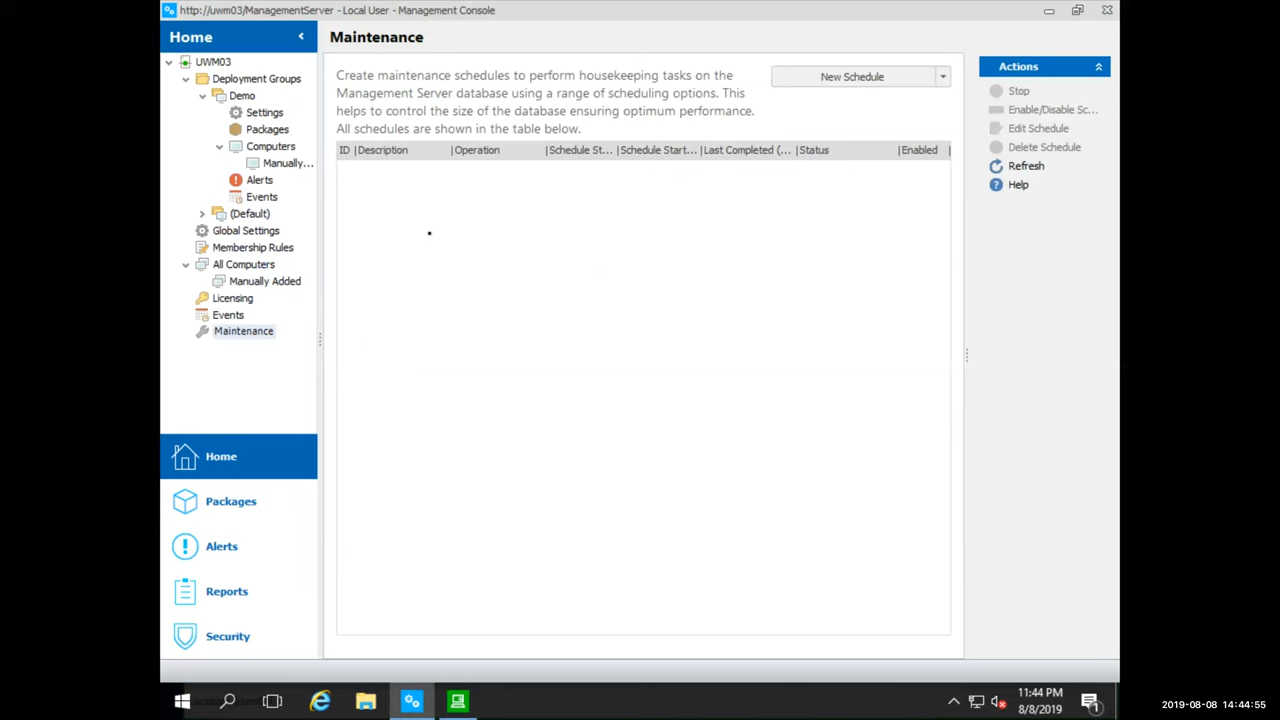 http://uwm03/ManagementServer - Local User - Management Console
Home
UWM03
Deployment Groups
Demo
Settings
Packages
Computers
Manually...
Alerts
Events
(Default)
Global Settings
Membership Rules
All Computers
Manually Added
Licensing
Events
Maintenance
Home
Packages
Alerts
Reports
Security
Maintenance
Create maintenance schedules to perform housekeeping tasks on the
Management Server database using a range of scheduling options. This
helps to control the size of the database ensuring optimum performance.
All schedules are shown in the table below.
New Schedule
ID Description Operation Schedule St... Schedule Start... Last Completed (... Status Enabled
Actions
Stop
Enable/Disable Sc...
Edit Schedule
Delete Schedule
Refresh
Help
11:44 PM
8/8/2019
1
2019-08-08 14:44:55